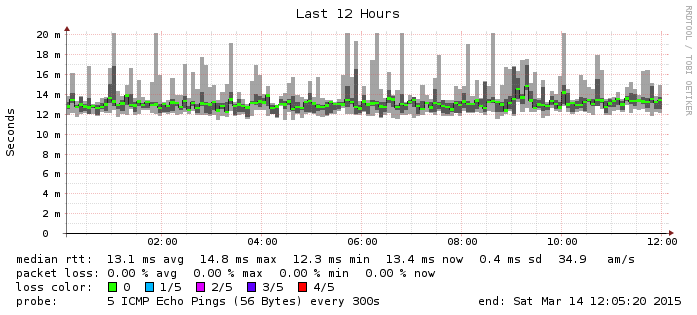 Last 12 Hours
RRDTOOL / TOBI OETIKER
Seconds
20 m
18 m
16 m
14 m
12 m
10 m
8 m
6 m
4 m
2 m
0
02:00 04:00 06:00 08:00 10:00 12:00
median rtt: 13.1 ms avg 14.8 ms max 12.3 ms min 13.4 ms now 0.4 ms sd 34.9 am/s
packet loss: 0.00 % avg 0.00 % max 0.00 % min 0.00 % now
loss color: 0 1/5 2/5 3/5 4/5
probe: 5 ICMP Echo Pings (56 Bytes) every 300s end: Sat Mar 14 12:05:20 2015